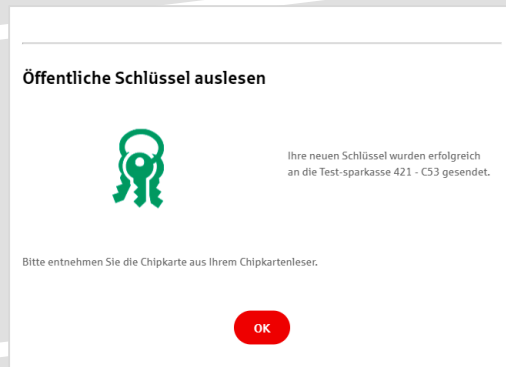 Öffentliche Schlüssel auslesen
Ihre neuen Schlüssel wurden erfolgreich
an die Test-sparkasse 421 - C53 gesendet.
Bitte entnehmen Sie die Chipkarte aus Ihrem Chipkartenleser.
OK